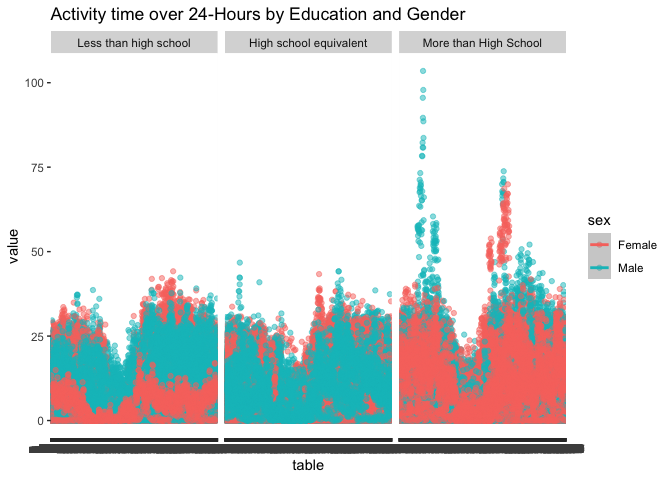 Activity time over 24-Hours by Education and Gender
Less than high school
High school equivalent
More than High School
100
75
50
25
0
value
table
sex
Female
Male